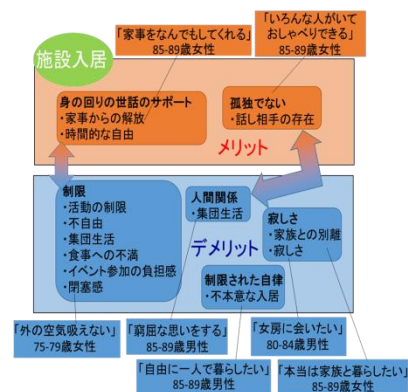 「家事をなんでもしてくれる」
85-89歳女性
「いろんな人がいて
おしゃべりできる」
85-89歳女性
施設入居
身の回りの世話のサポート
・家事からの解放
・時間的な自由
孤独でない
・話し相手の存在
メリット
制限
・活動の制限
・不自由
・集団生活
・食事への不満
・イベント参加の負担感
・閉塞感
人間関係
・集団生活
デメリット
寂しさ
・家族との別離
・寂しさ
制限された自律
・不本意な入居
「外の空気吸えない」
75-79歳女性
「窮屈な思いをする」
85-89歳男性
「女房に会いたい」
80-84歳男性
「自由に一人で暮らしたい」
85-89歳男性
「本当は家族と暮らしたい」
85-89歳女性